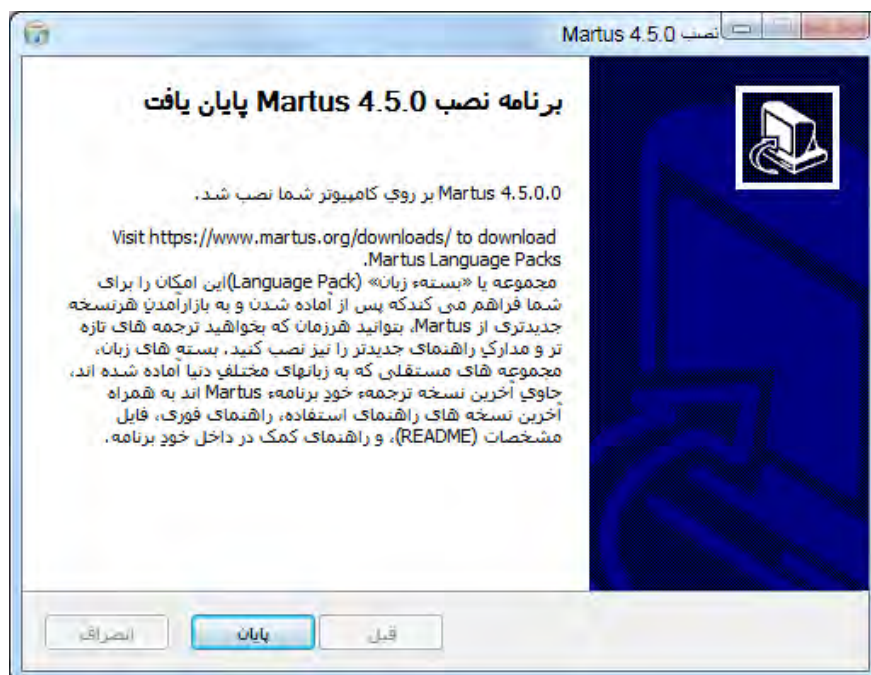 نصب Martus 4.5.0
برنامه نصب Martus 4.5.0 پایان یافت
Martus 4.5.0.0 بر روي کامپیوتر شما نصب شد.
Visit https://www.martus.org/downloads/ to download
Martus Language Packs.
مجموعه یا «بستهء زبان» (Language Pack)این امکان را برای
شما فراهم می کندکه پس از آماده شدن و به بازارآمدنِ هرنسخه
جدیدتری از Martus، بتوانید هرزمان که بخواهید ترجمه های تازه
تر و مدارکِ راهنمای جدیدتر را نیز نصب کنید. بسته های زبان،
مجموعه های مستقلی که به زبانهای مختلفِ دنیا آماده شده اند،
حاوي آخرین نسخه ترجمهء خودِ برنامهء Martus اند به همراه
آخرین نسخه های راهنمای استفاده، راهنمای فوری، فایل
مشخصات (README)، و راهنمای کمک در داخل خودِ برنامه.
قبل
پایان
انصراف